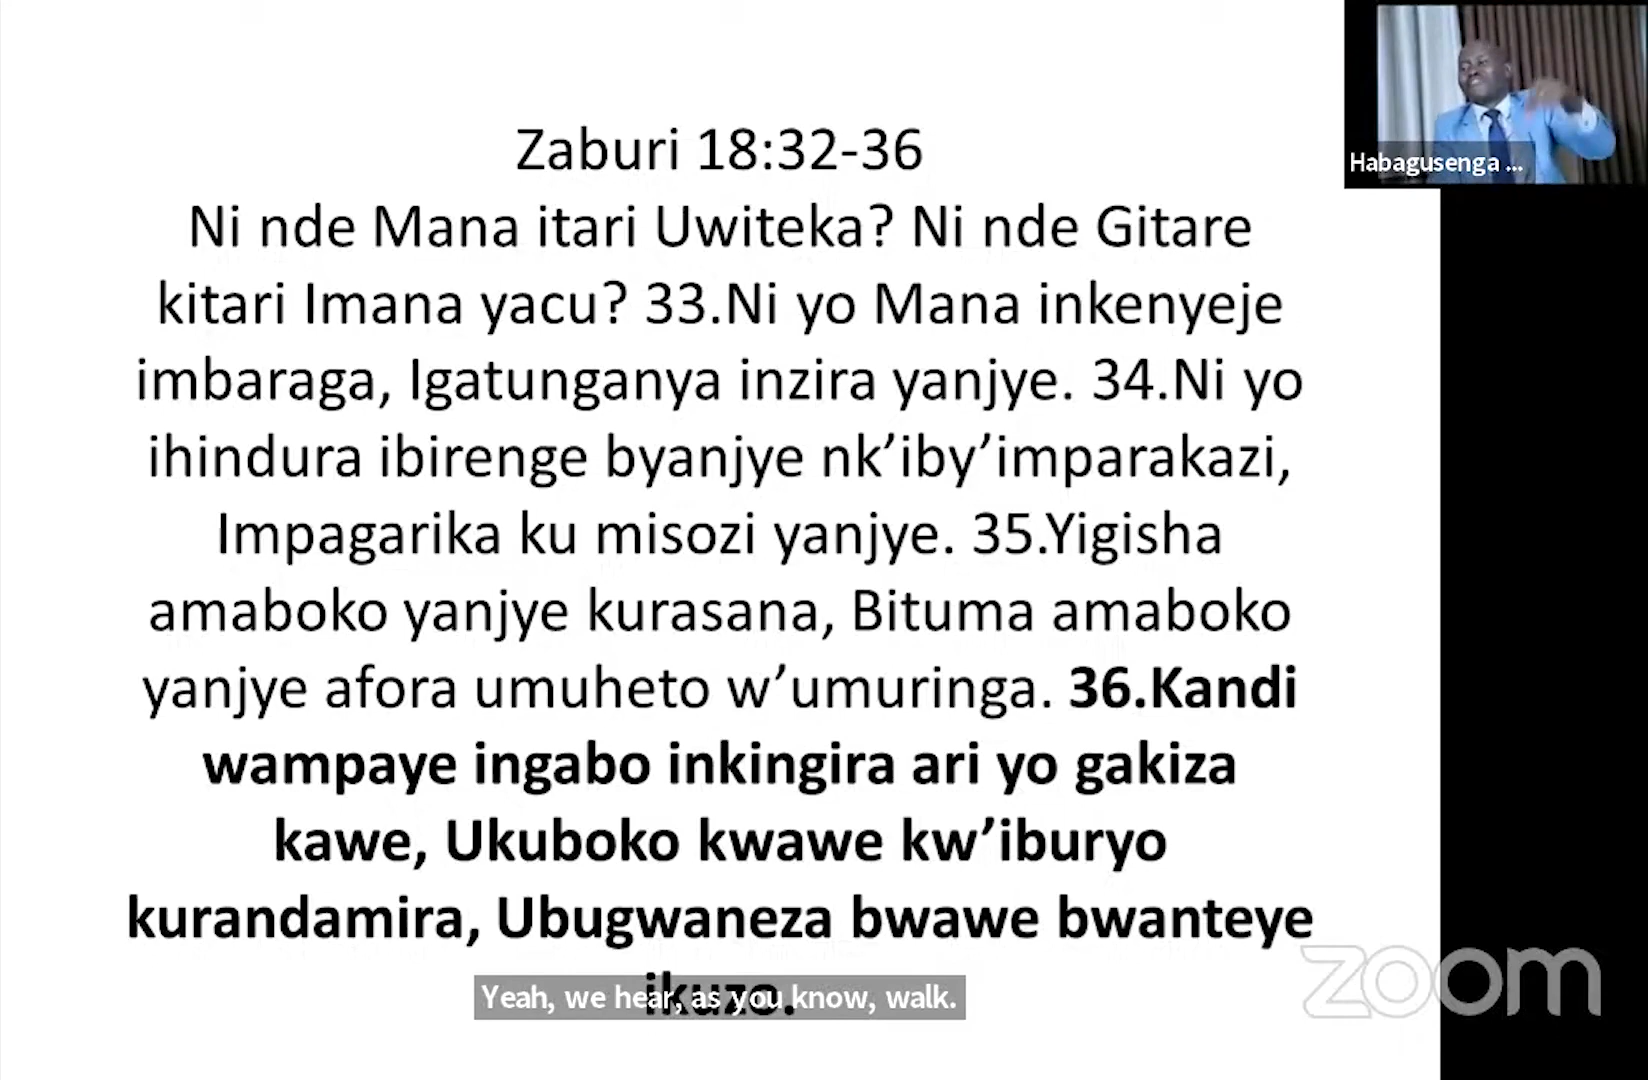 Zaburi 18:32-36
Ni nde Mana itari Uwiteka? Ni nde Gitare
kitari Imana yacu? 33.Ni yo Mana inkenyeje
imbaraga, Igatunganya inzira yanjye. 34.Ni yo
ihindura ibirenge byanjye nk’iby’imparakazi,
Impagarika ku misozi yanjye. 35.Yigisha
amaboko yanjye kurasana, Bituma amaboko
yanjye afora umuheto w’umuringa. 36.Kandi
wampaye ingabo inkingira ari yo gakiza
kawe, Ukuboko kwawe kw’iburyo
kurandamira, Ubugwaneza bwawe bwanteye
ikuzo.
Yeah, we hear, as you know, walk.
Habagusenga ...
zoom